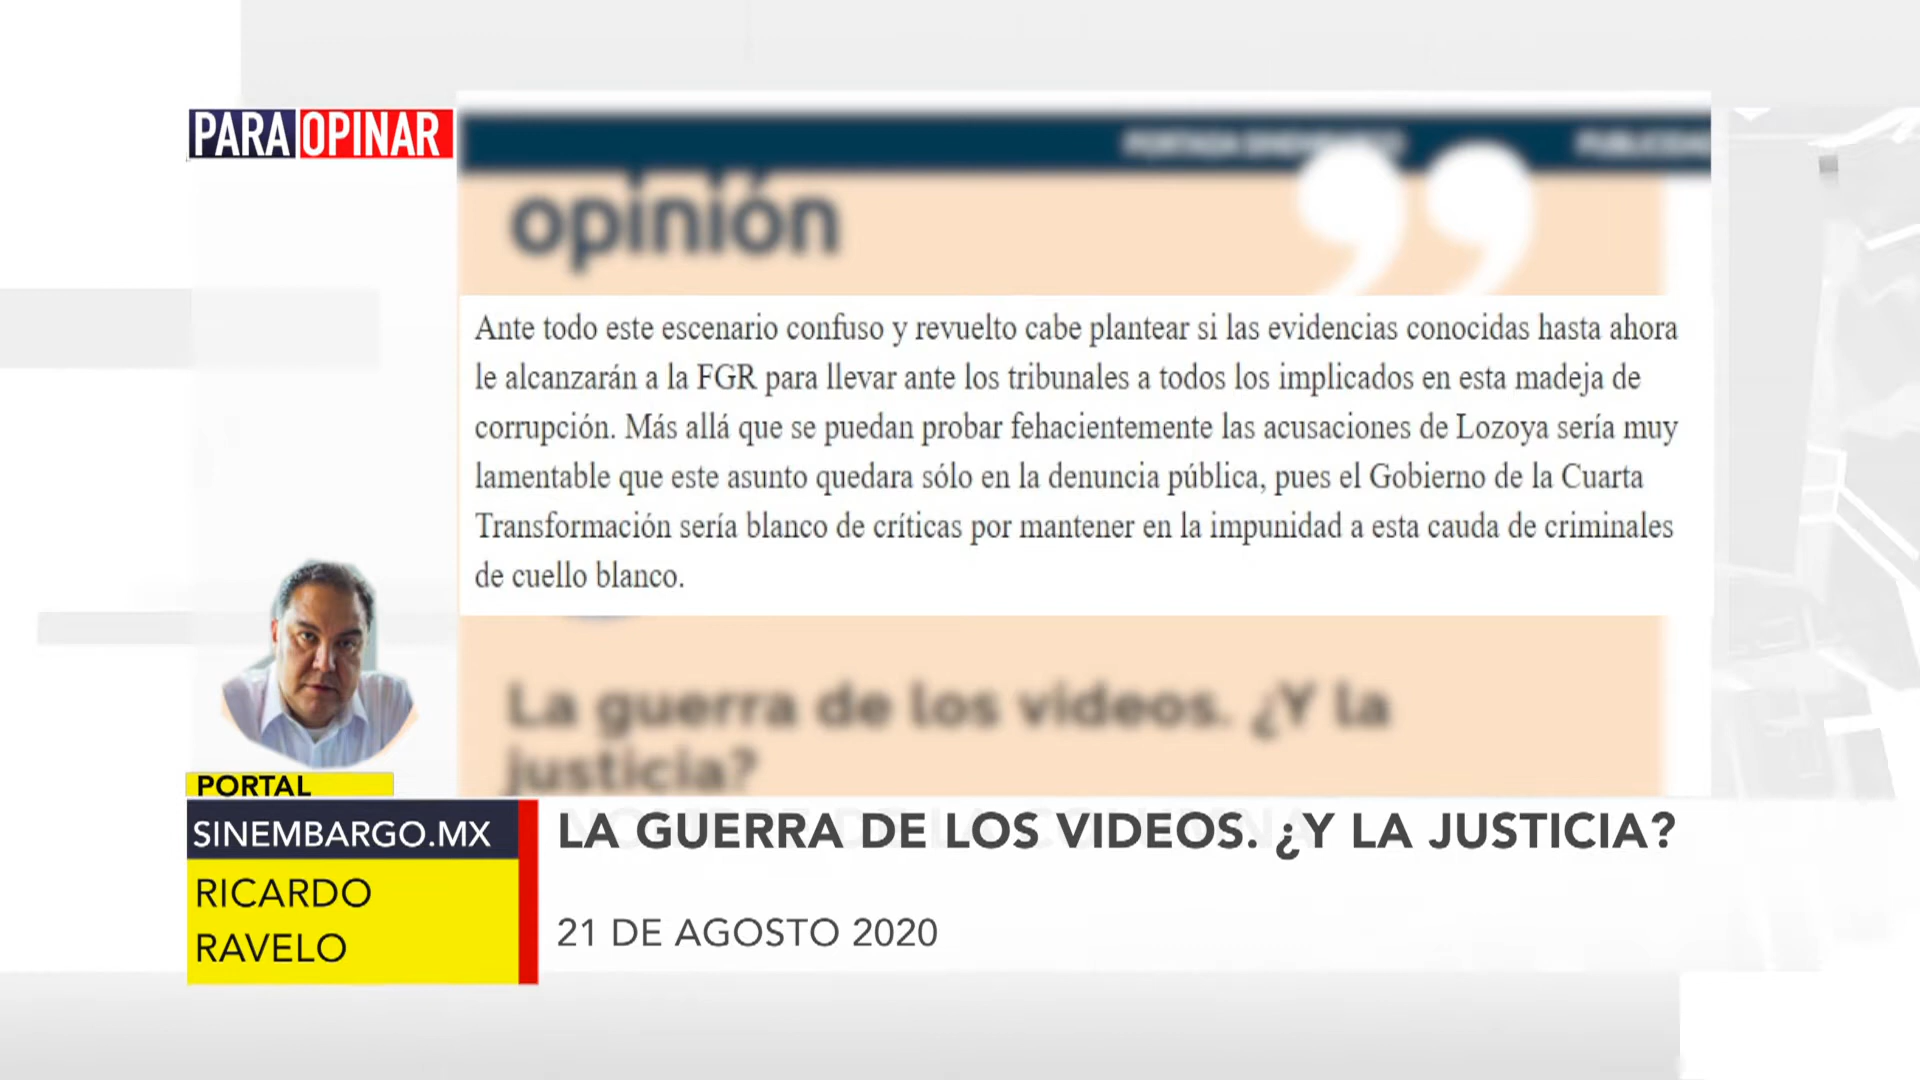 PARA OPINAR
PORTADA SINEMBARGO
PUBLICIDAD
opinión
Ante todo este escenario confuso y revuelto cabe plantear si las evidencias conocidas hasta ahora
le alcanzarán a la FGR para llevar ante los tribunales a todos los implicados en esta madeja de
corrupción. Más allá que se puedan probar fehacientemente las acusaciones de Lozoya sería muy
lamentable que este asunto quedara sólo en la denuncia pública, pues el Gobierno de la Cuarta
Transformación sería blanco de críticas por mantener en la impunidad a esta cauda de criminales
de cuello blanco.
La guerra de los videos. ¿Y la
justicia?
PORTAL
SINEMBARGO.MX
RICARDO
RAVELO
LA GUERRA DE LOS VIDEOS. ¿Y LA JUSTICIA?
21 DE AGOSTO 2020